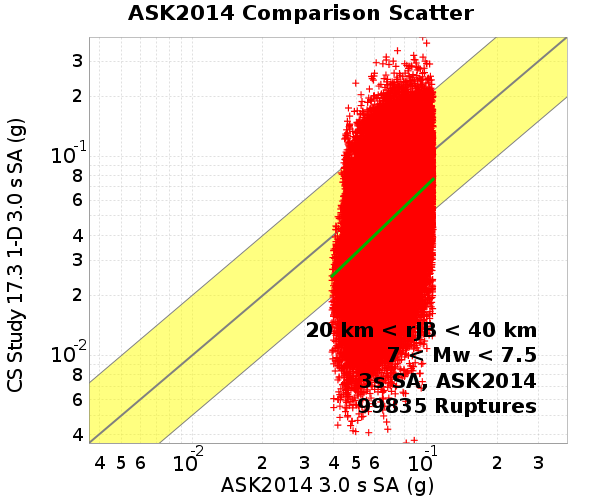 ASK2014 Comparison Scatter
CS Study 17.3 1-D 3.0 s SA (g)
3
2
10-1
8
6
4
3
2
10-2
8
6
4
20 km < rJB < 40 km
7 < Mw < 7.5
3s SA, ASK2014
99835 Ruptures
4 5 6 10-2 2 3 4 5 6 10-1 2 3
ASK2014 3.0 s SA (g)